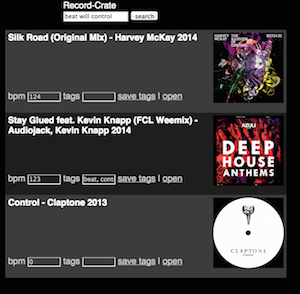 Record-Crate
beat will control search
Silk Road (Original Mix) - Harvey McKay 2014
bpm 124 tags save tags | open
Stay Glued feat. Kevin Knapp (FCL Weemix) -
Audiojack, Kevin Knapp 2014
bpm 123 tags beat, cont save tags | open
AZULI
DEEP
HOUSE
ANTHEMS
Control - Claptone 2013
bpm 0 tags save tags | open
CLAPTONE